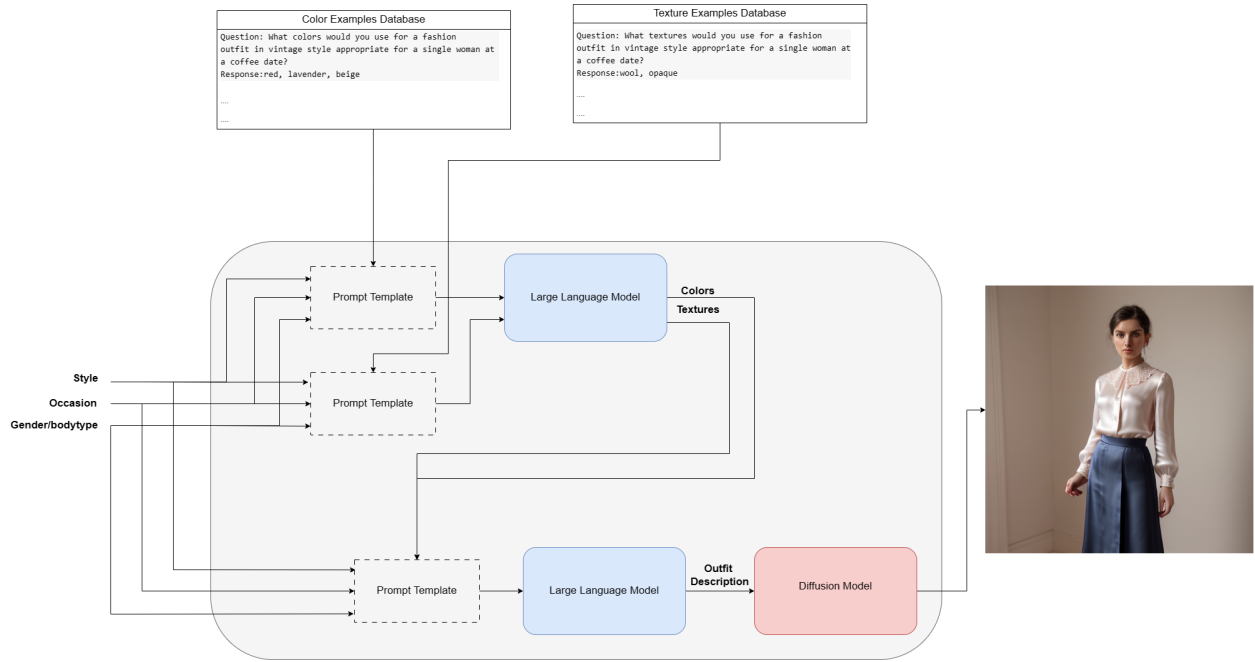 Color Examples Database
Question: What colors would you use for a fashion
outfit in vintage style appropriate for a single woman at
a coffee date?
Response:red, lavender, beige
....
....
Texture Examples Database
Question: What textures would you use for a fashion
outfit in vintage style appropriate for a single woman at
a coffee date?
Response:wool, opaque
....
....
Prompt Template
Large Language Model
Colors
Textures
Style
Occasion
Gender/bodytype
Prompt Template
Prompt Template
Large Language Model
Outfit
Description
Diffusion Model